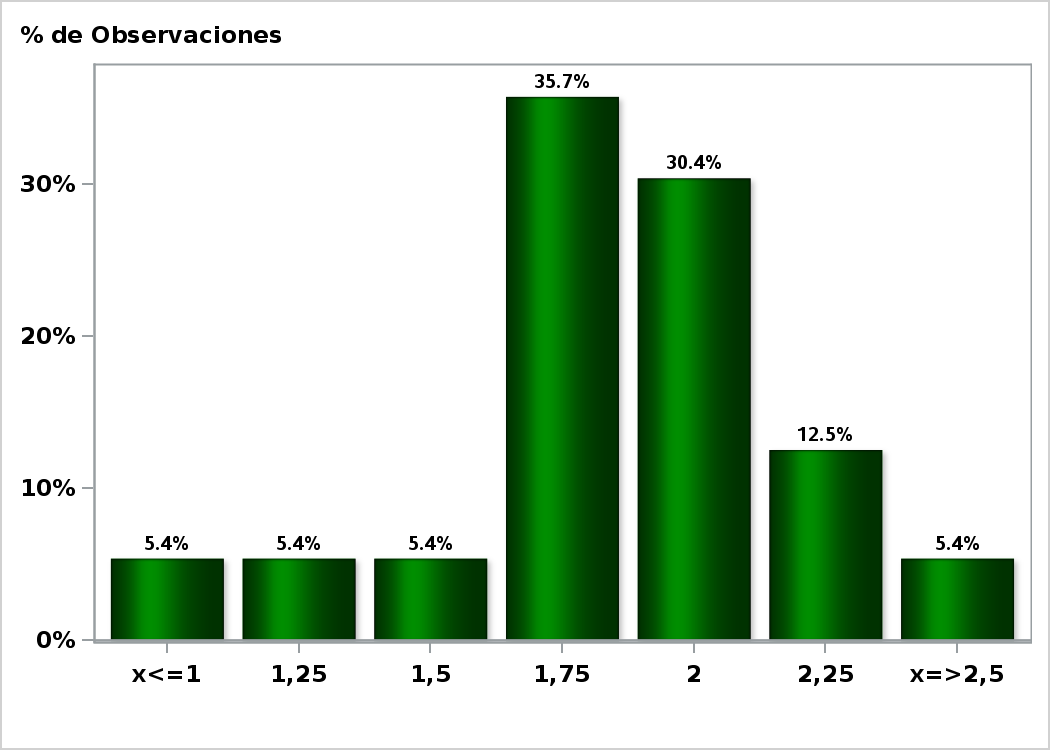 % de Observaciones
35.7%
30.4%
30%
20%
12.5%
10%
5.4% 5.4% 5.4% 5.4%
0%
x<=1 1,25 1,5 1,75 2 2,25 x=>2,5